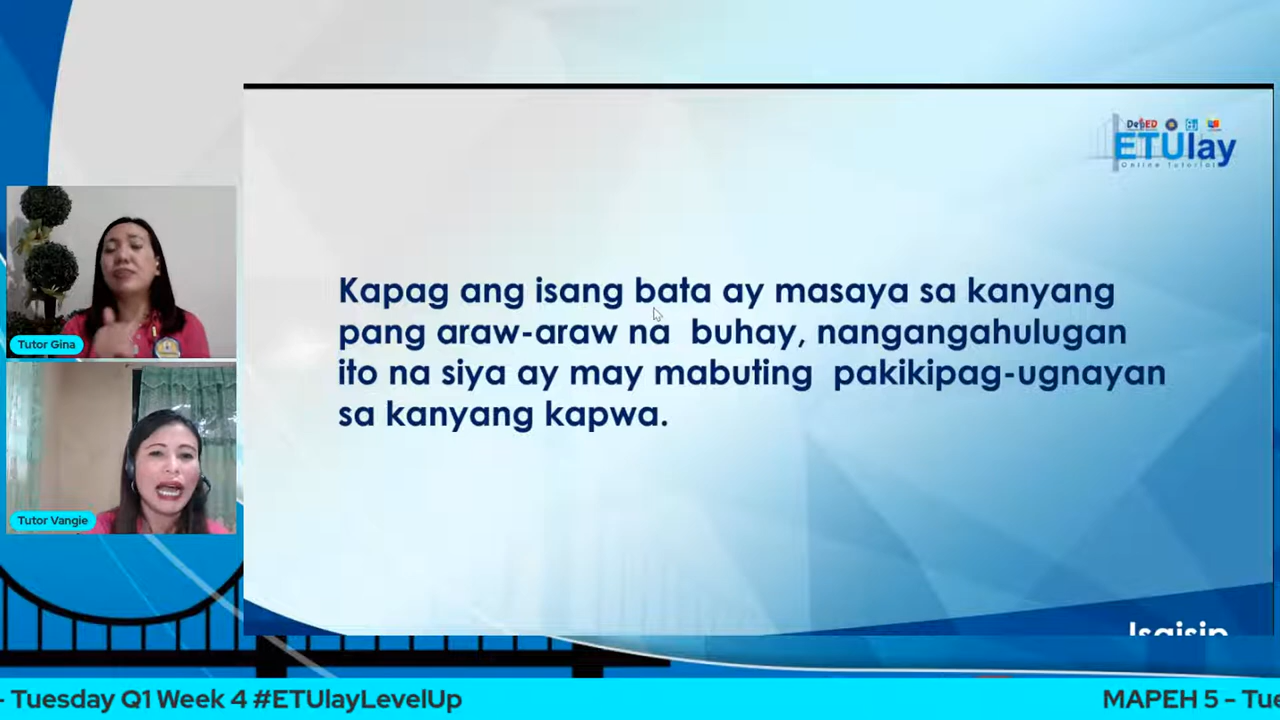 DepED
ETUlay
Online Tutorial
Kapag ang isang bata ay masaya sa kanyang
pang araw-araw na buhay, nangangahulugan
ito na siya ay may mabuting pakikipag-ugnayan
sa kanyang kapwa.
Tutor Gina
Tutor Vangie
Isaisip
- Tuesday Q1 Week 4 #ETUlayLevelUp
MAPEH 5 - Tue